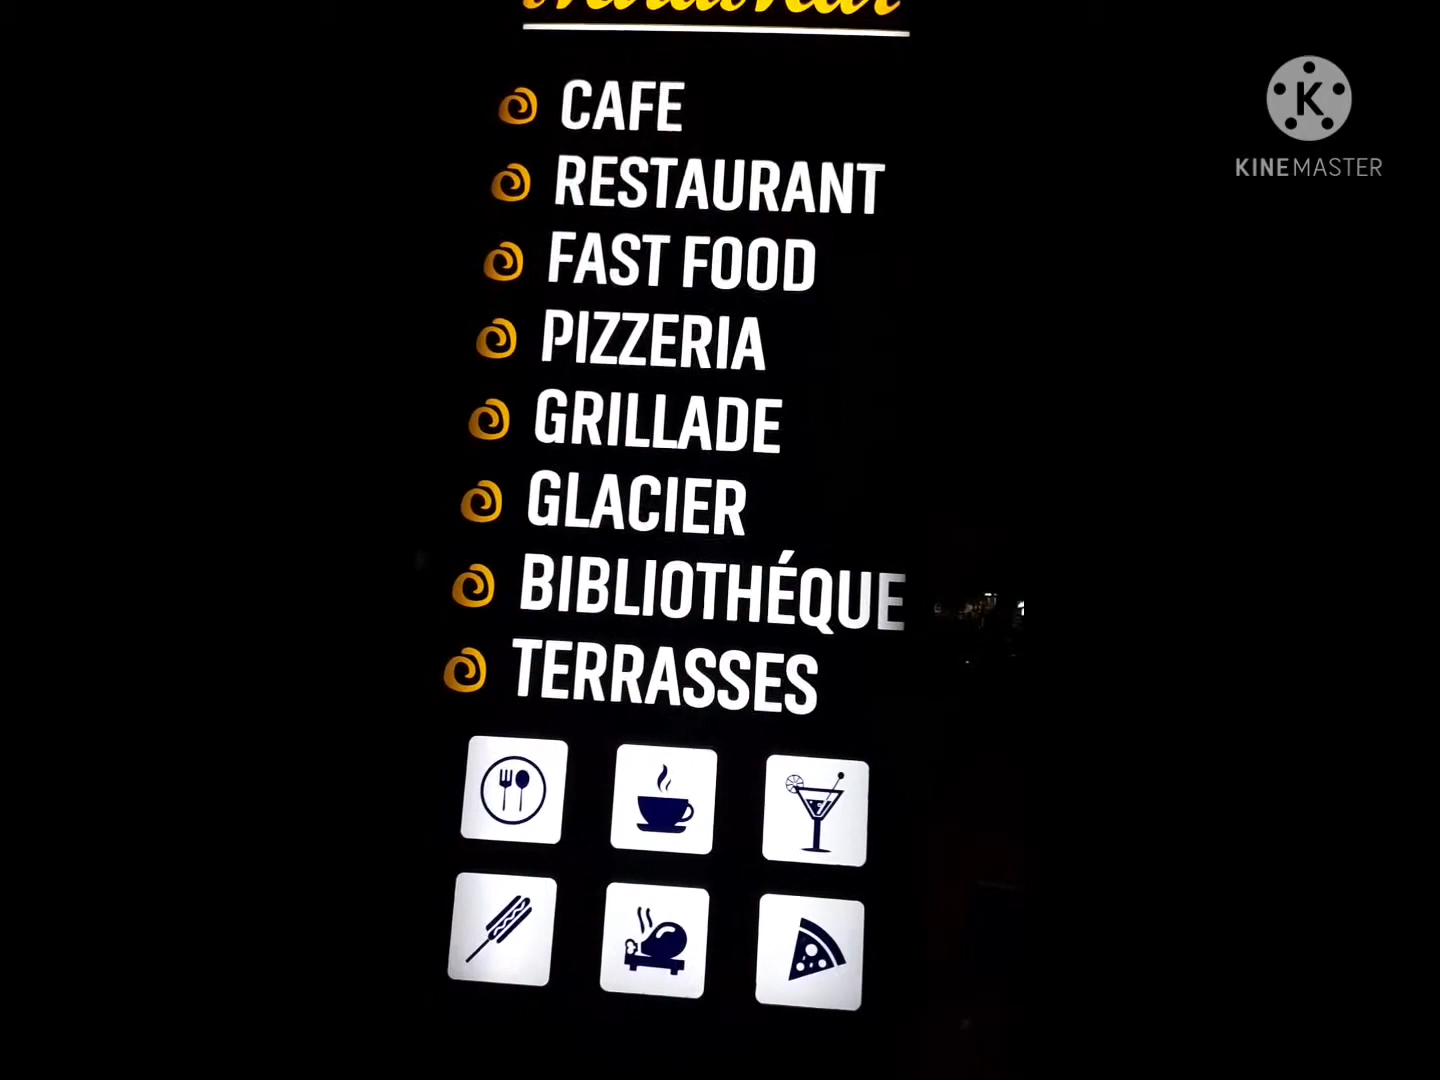 CAFE
RESTAURANT
FAST FOOD
PIZZERIA
GRILLADE
GLACIER
BIBLIOTHÉQUE
TERRASSES
K
KINEMASTER